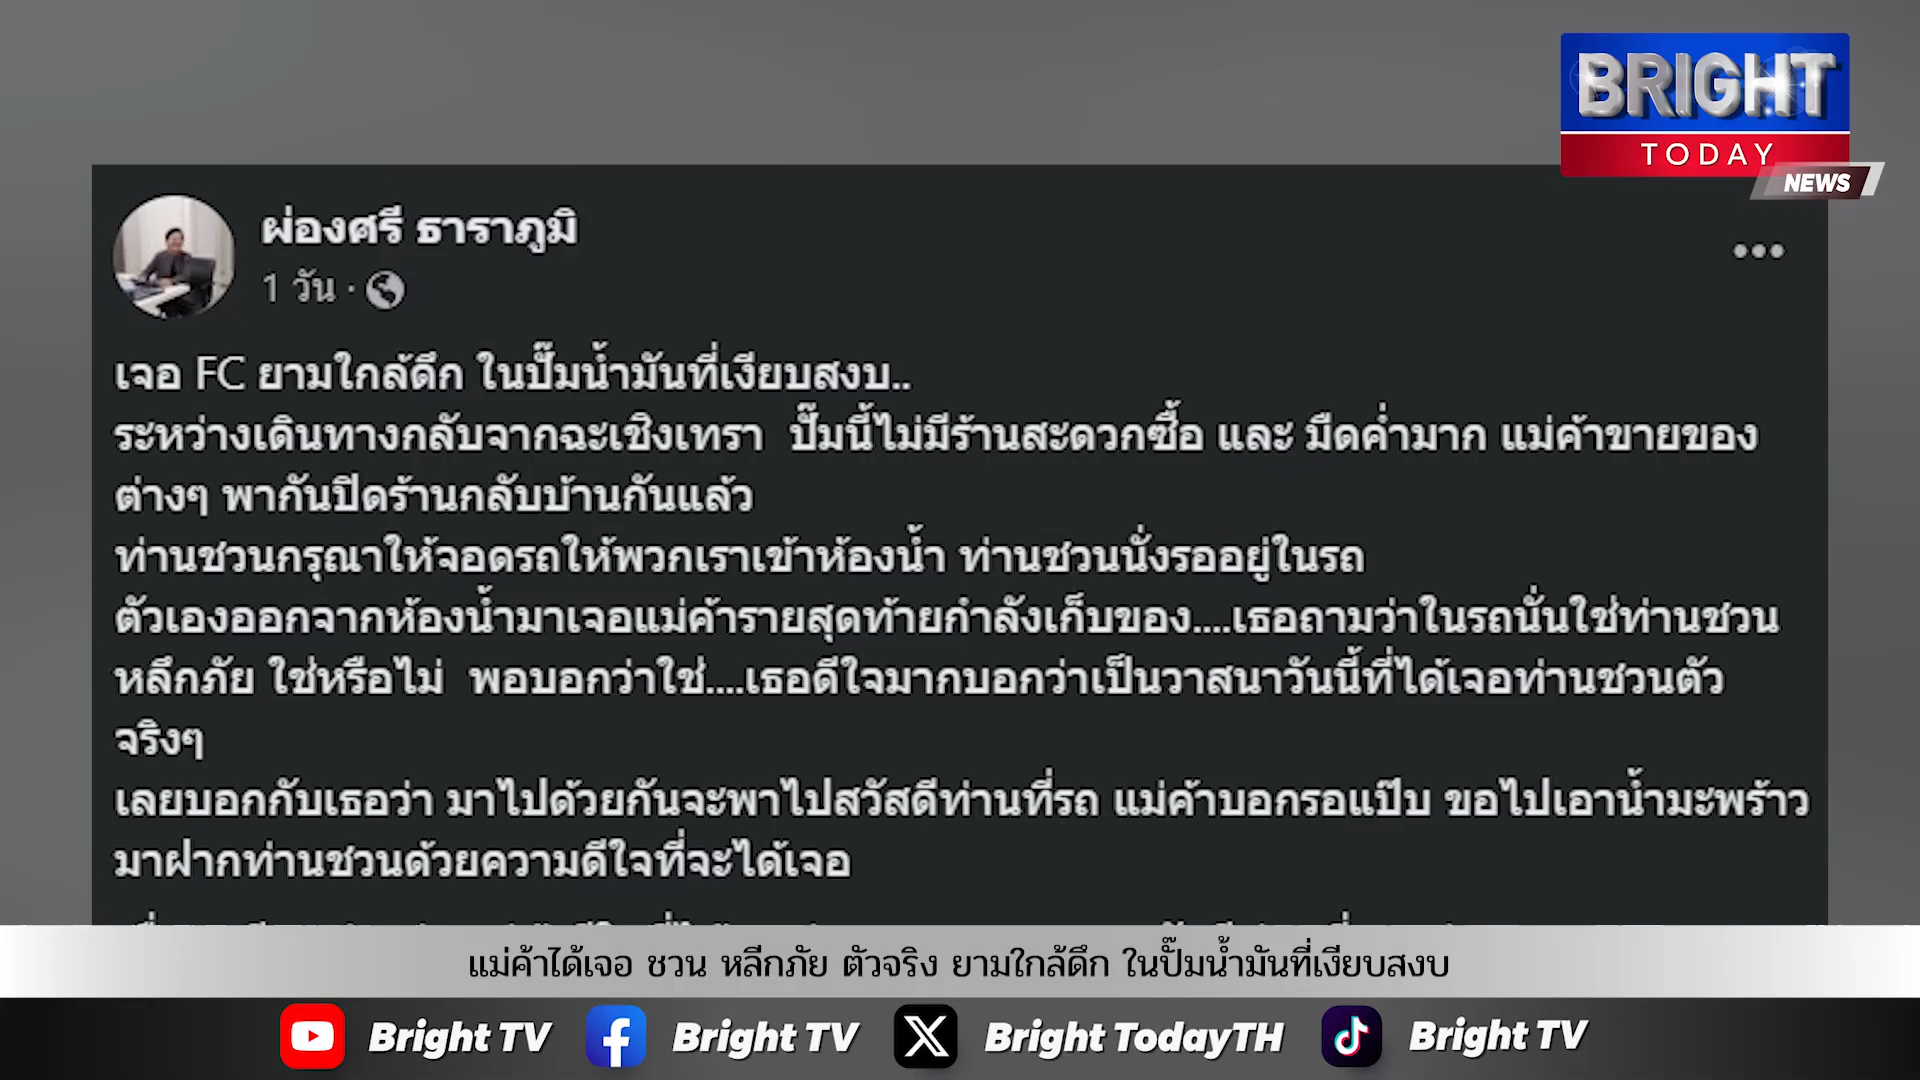 BRIGHT
TODAY
NEWS
ผ่องศรี ธาราภูมิ
1 วัน ·
เจอ FC ยามใกล้ดึก ในปั๊มน้ำมันที่เงียบสงบ..
ระหว่างเดินทางกลับจากฉะเชิงเทรา ปั๊มนี้ไม่มีร้านสะดวกซื้อ และ มืดค่ำมาก แม่ค้าขายของ
ต่างๆ พากันปิดร้านกลับบ้านกันแล้ว
ท่านชวนกรุณาให้จอดรถให้พวกเราเข้าห้องน้ำ ท่านชวนนั่งรออยู่ในรถ
ตัวเองออกจากห้องน้ำมาเจอแม่ค้ารายสุดท้ายกำลังเก็บของ....เธอถามว่าในรถนั่นใช่ท่านชวน
หลีกภัย ใช่หรือไม่ พอบอกว่าใช่....เธอดีใจมากบอกว่าเป็นวาสนาวันนี้ที่ได้เจอท่านชวนตัว
จริงๆ
เลยบอกกับเธอว่า มาไปด้วยกันจะพาไปสวัสดีท่านที่รถ แม่ค้าบอกรอแป๊บ ขอไปเอาน้ำมะพร้าว
มาฝากท่านชวนด้วยความดีใจที่จะได้เจอ
แม่ค้าได้เจอ ชวน หลีกภัย ตัวจริง ยามใกล้ดึก ในปั๊มน้ำมันที่เงียบสงบ
Bright TV Bright TV Bright TodayTH Bright TV